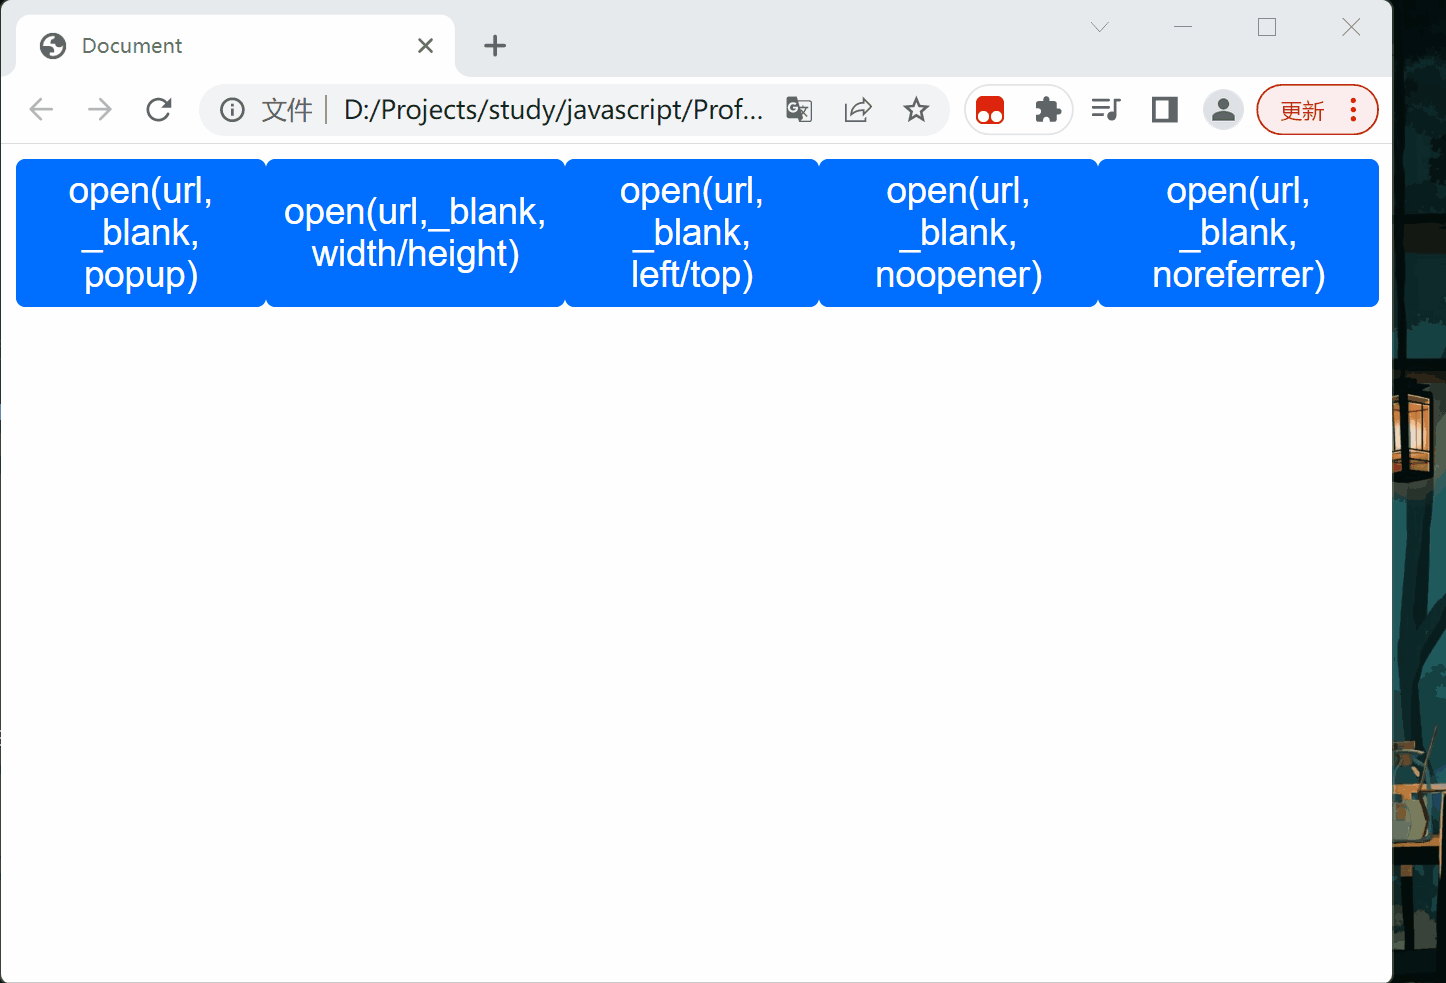 Document
文件 D:/Projects/study/javascript/Prof...
更新
open(url,
_blank,
popup)
open(url,_blank,
width/height)
open(url,
_blank,
left/top)
open(url,
_blank,
noopener)
open(url,
_blank,
noreferrer)